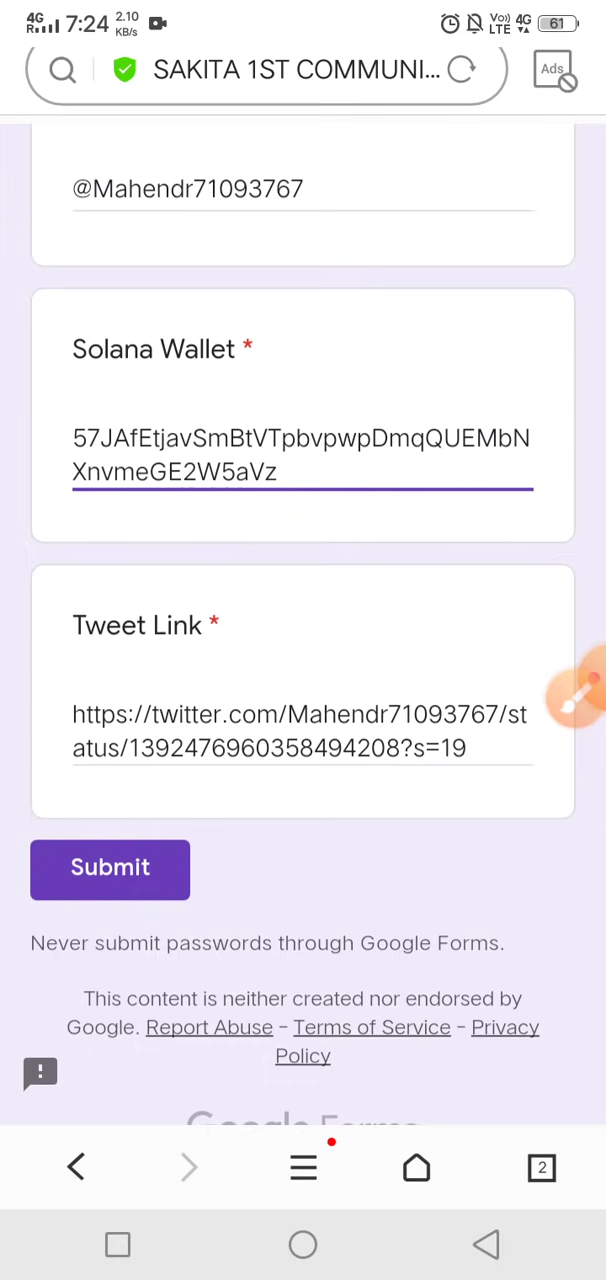 4G
R
7:24
2.10
KB/s
Vo))
LTE
4G
61
SAKITA 1ST COMMUNI...
Ads
@Mahendr71093767
Solana Wallet *
57JAfEtjavSmBtVTpbvpwpDmqQUEMbN
XnvmeGE2W5aVz
Tweet Link *
https://twitter.com/Mahendr71093767/st
atus/1392476960358494208?s=19
Submit
Never submit passwords through Google Forms.
This content is neither created nor endorsed by
Google. Report Abuse - Terms of Service - Privacy
Policy
!
Google Forms
2